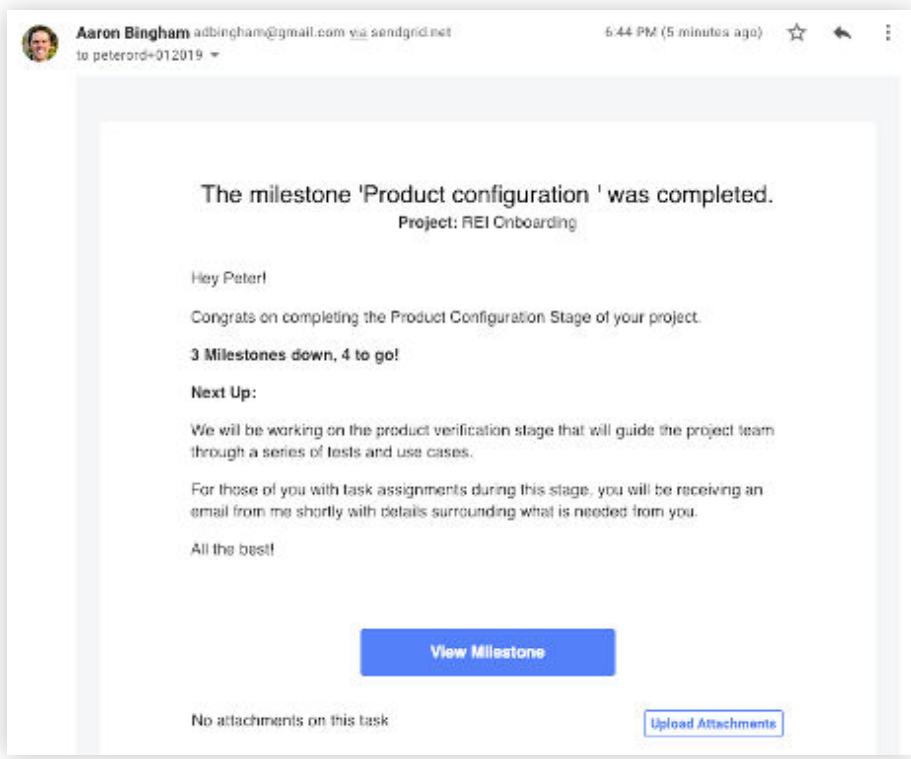 Aaron Bingham adbingham@gmail.com via sendgrid.net 6:44 PM (5 minutes ago)
to peterord+012019
The milestone 'Product configuration ' was completed.
Project: REI Onboarding
Hey Peter!
Congrats on completing the Product Configuration Stage of your project.
3 Milestones down, 4 to go!
Next Up:
We will be working on the product verification stage that will guide the project team
through a series of tests and use cases.
For those of you with task assignments during this stage, you will be receiving an
email from me shortly with details surrounding what is needed from you.
All the best!
View Milestone
No attachments on this task
Upload Attachments